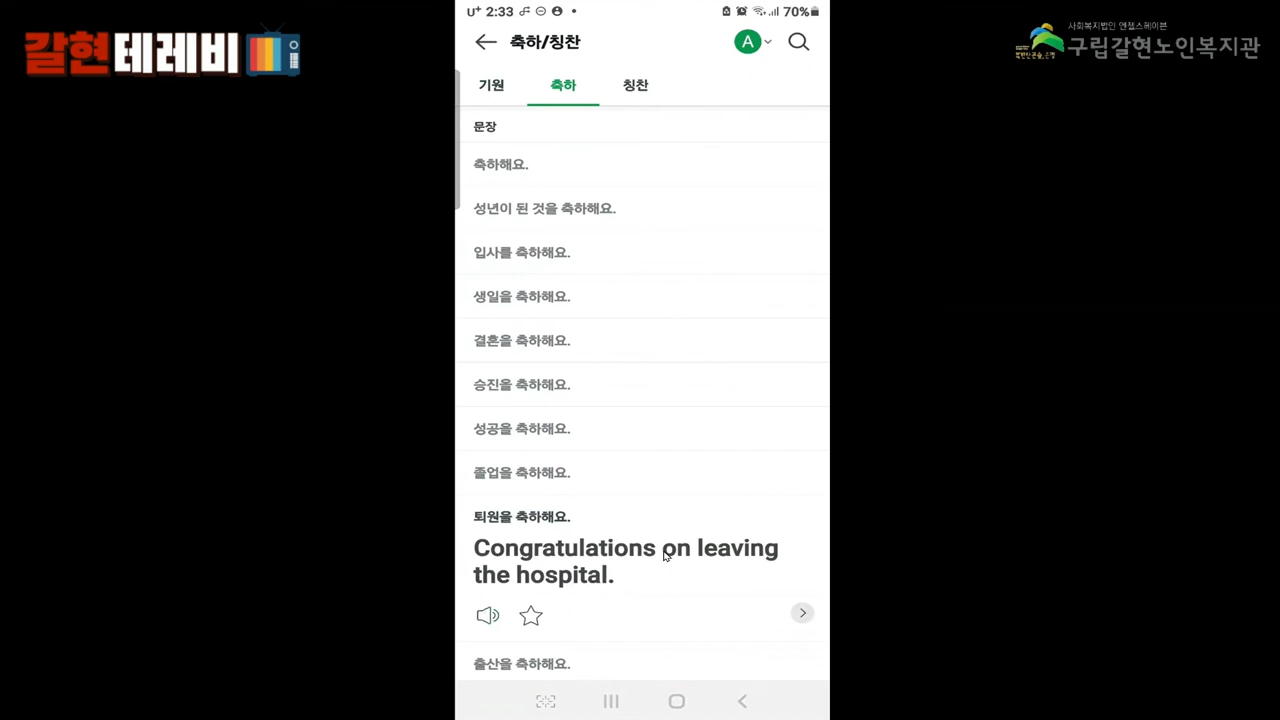 갈현테레비
사회복지법인 엔젤스헤이븐
구립갈현노인복지관
U+ 2:33
70%
축하/칭찬
A
기원 축하 칭찬
문장
축하해요.
성년이 된 것을 축하해요.
입사를 축하해요.
생일을 축하해요.
결혼을 축하해요.
승진을 축하해요.
성공을 축하해요.
졸업을 축하해요.
퇴원을 축하해요.
Congratulations on leaving
the hospital.
출산을 축하해요.